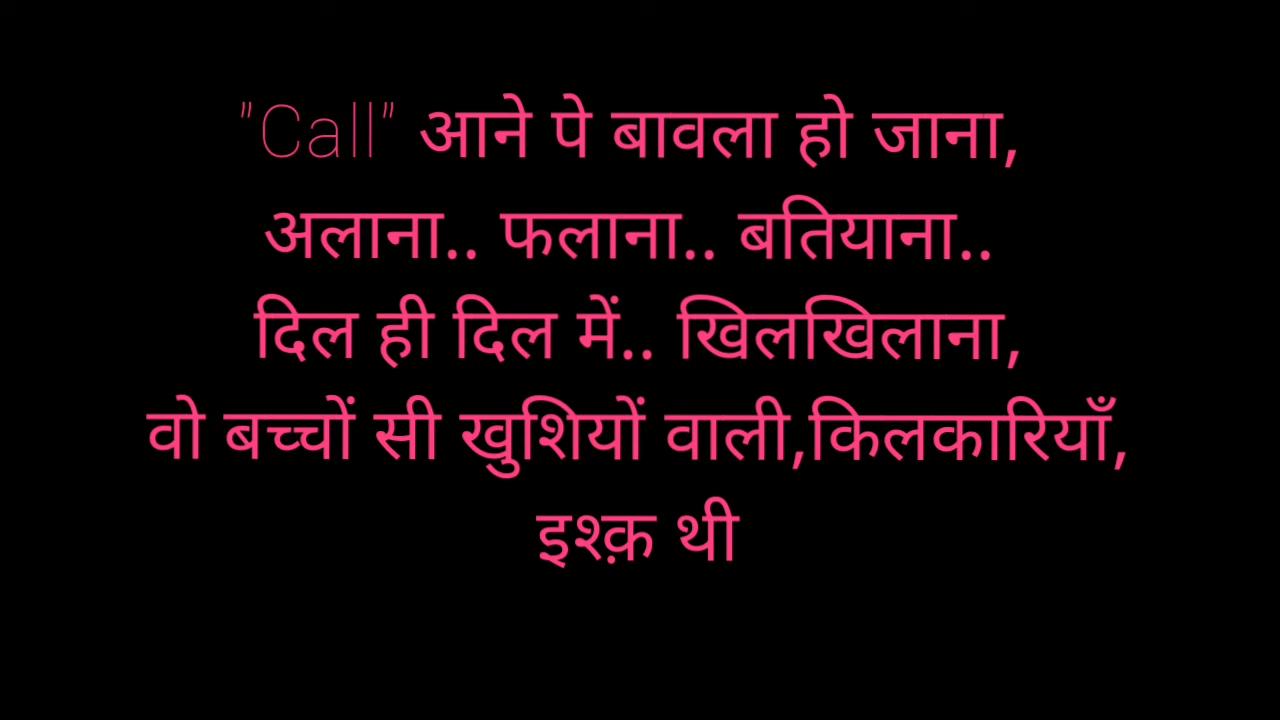 "Call" आने पे बावला हो जाना,
अलाना.. फलाना.. बतियाना..
दिल ही दिल में.. खिलखिलाना,
वो बच्चों सी खुशियों वाली,किलकारियाँ,
इश्क़ थी